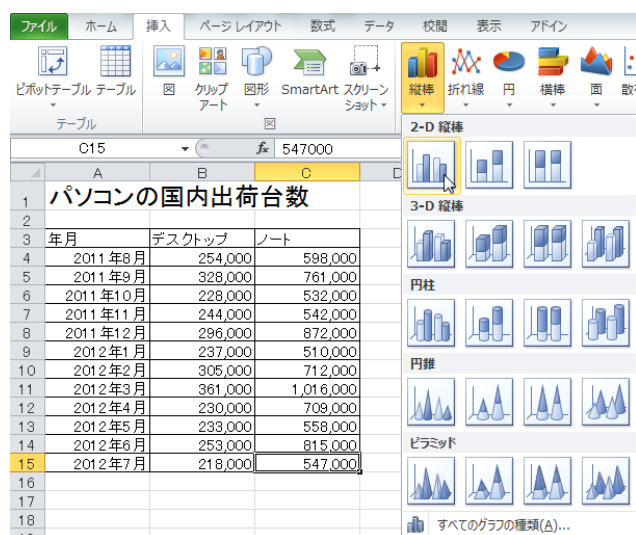 ファイル ホーム 挿入 ページ レイアウト 数式 データ 校閲 表示 アドイン
ピボットテーブル テーブル 図 クリップアート 図形 SmartArt スクリーンショット 縦棒 折れ線 円 横棒 面 散
テーブル 図
C15 fx 547000
A B C D
1 パソコンの国内出荷台数
2
3 年月 デスクトップ ノート
4 2011年8月 254,000 598,000
5 2011年9月 328,000 761,000
6 2011年10月 228,000 532,000
7 2011年11月 244,000 542,000
8 2011年12月 296,000 872,000
9 2012年1月 237,000 510,000
10 2012年2月 305,000 712,000
11 2012年3月 361,000 1,016,000
12 2012年4月 230,000 709,000
13 2012年5月 233,000 558,000
14 2012年6月 253,000 815,000
15 2012年7月 218,000 547,000
16
17
18
2-D 縦棒
3-D 縦棒
円柱
円錐
ピラミッド
すべてのグラフの種類(A)...